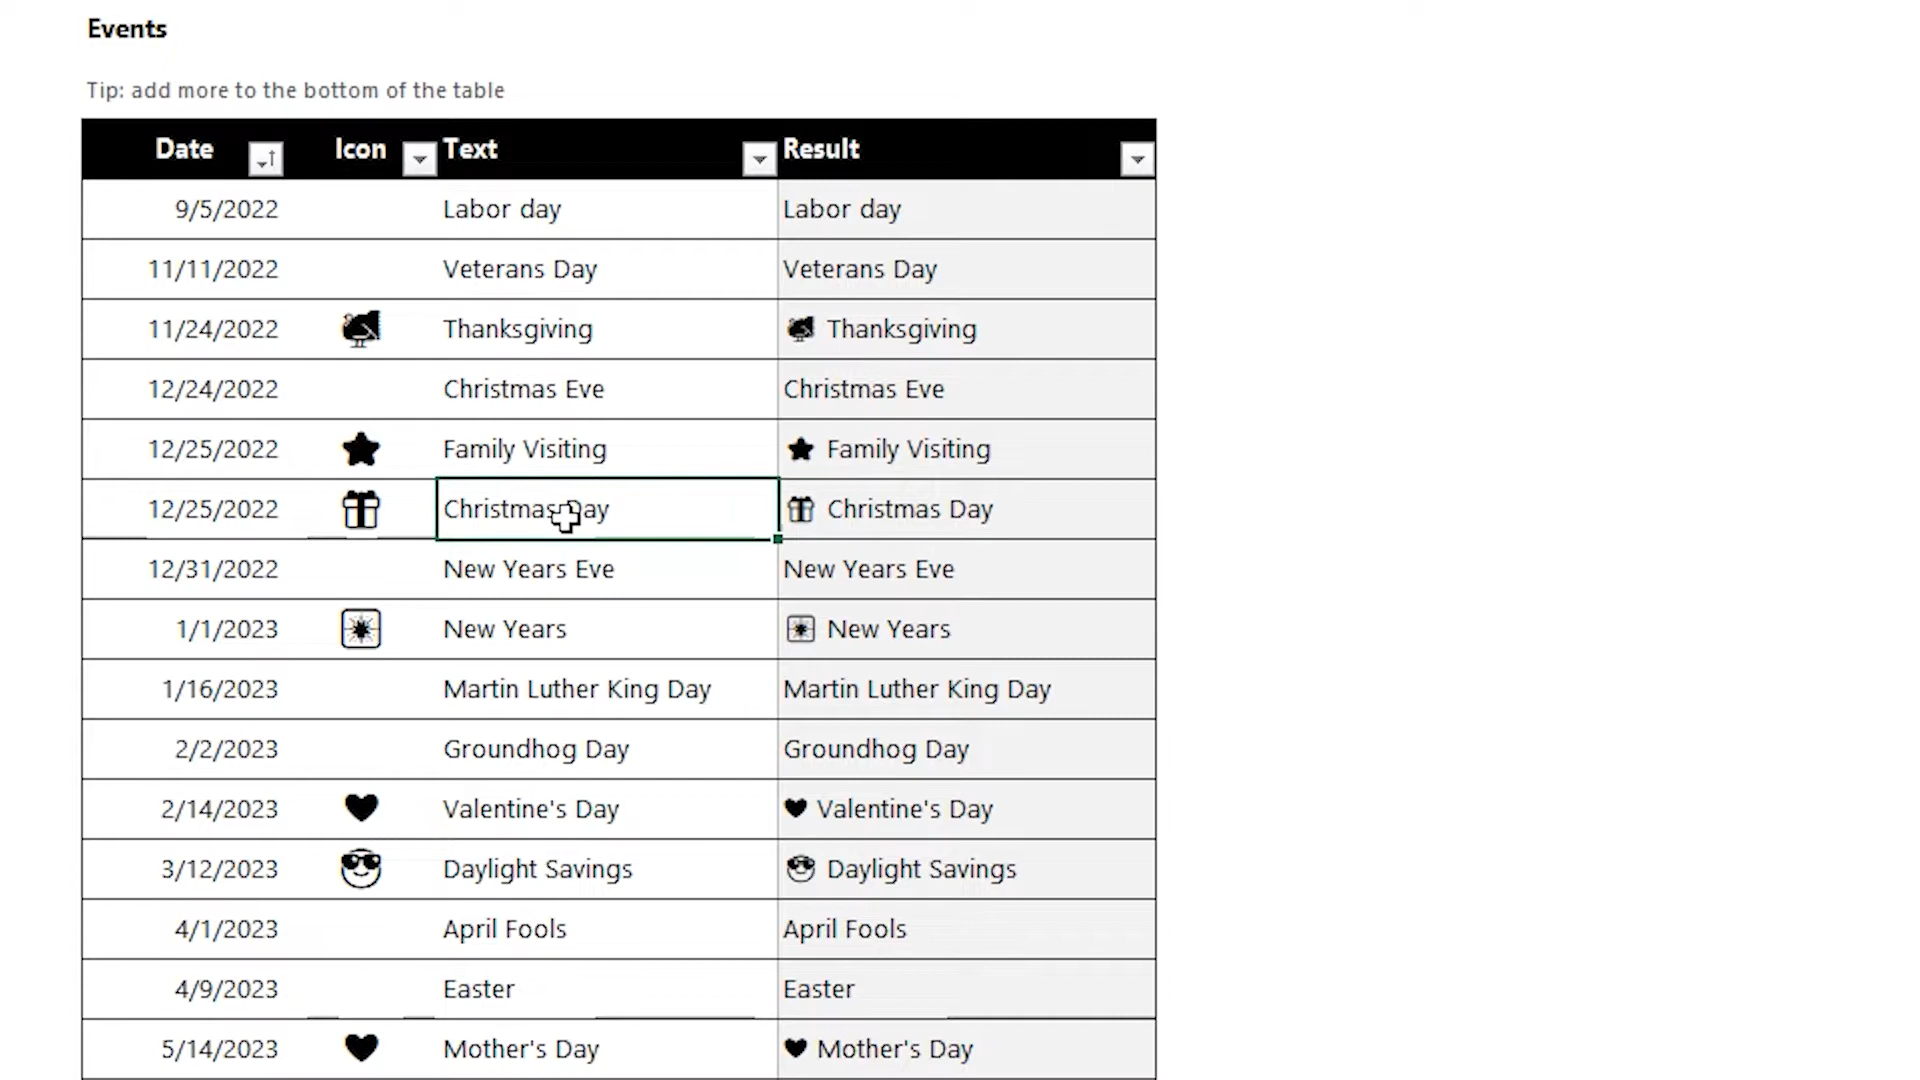 Events
Tip: add more to the bottom of the table
Date Icon Text Result
9/5/2022 Labor day Labor day
11/11/2022 Veterans Day Veterans Day
11/24/2022 🦃 Thanksgiving 🦃 Thanksgiving
12/24/2022 Christmas Eve Christmas Eve
12/25/2022 ★ Family Visiting ★ Family Visiting
12/25/2022 🎁 Christmas Day 🎁 Christmas Day
12/31/2022 New Years Eve New Years Eve
1/1/2023 🎆 New Years 🎆 New Years
1/16/2023 Martin Luther King Day Martin Luther King Day
2/2/2023 Groundhog Day Groundhog Day
2/14/2023 ♥ Valentine's Day ♥ Valentine's Day
3/12/2023 😎 Daylight Savings 😎 Daylight Savings
4/1/2023 April Fools April Fools
4/9/2023 Easter Easter
5/14/2023 ♥ Mother's Day ♥ Mother's Day